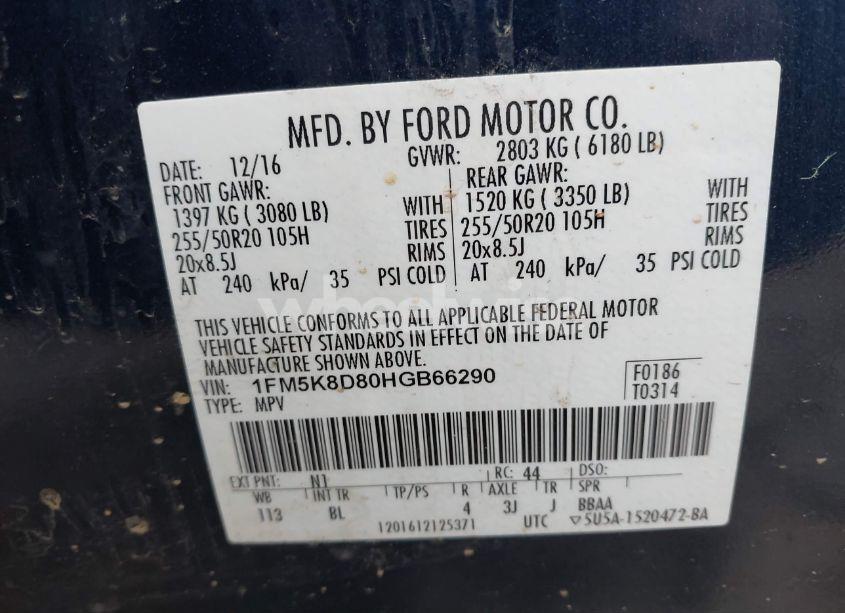 MFD. BY FORD MOTOR CO.
DATE: 12/16 GVWR: 2803 KG ( 6180 LB)
FRONT GAWR: REAR GAWR:
1397 KG ( 3080 LB) WITH 1520 KG ( 3350 LB) WITH
255/50R20 105H TIRES 255/50R20 105H TIRES
20x8.5J RIMS 20x8.5J RIMS
AT 240 kPa/ 35 PSI COLD AT 240 kPa/ 35 PSI COLD
THIS VEHICLE CONFORMS TO ALL APPLICABLE FEDERAL MOTOR
VEHICLE SAFETY STANDARDS IN EFFECT ON THE DATE OF
MANUFACTURE SHOWN ABOVE.
VIN: 1FM5K8D80HGB66290 F0186
TYPE: MPV T0314
EXT PNT: N1 RC: 44 DSO:
WB INT TR TP/PS R AXLE TR SPR
113 BL 4 3J J BBAA
1201612125371 UTC ▽5U5A-1520472-BA